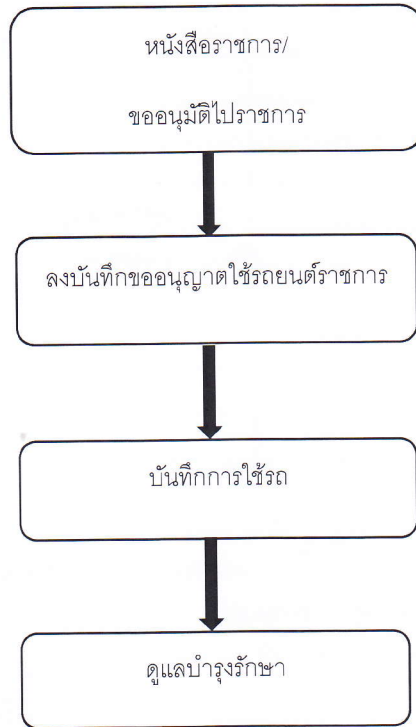 หนังสือราชการ/
ขออนุมัติไปราชการ
ลงบันทึกขออนุญาตใช้รถยนต์ราชการ
บันทึกการใช้รถ
ดูแลบำรุงรักษา